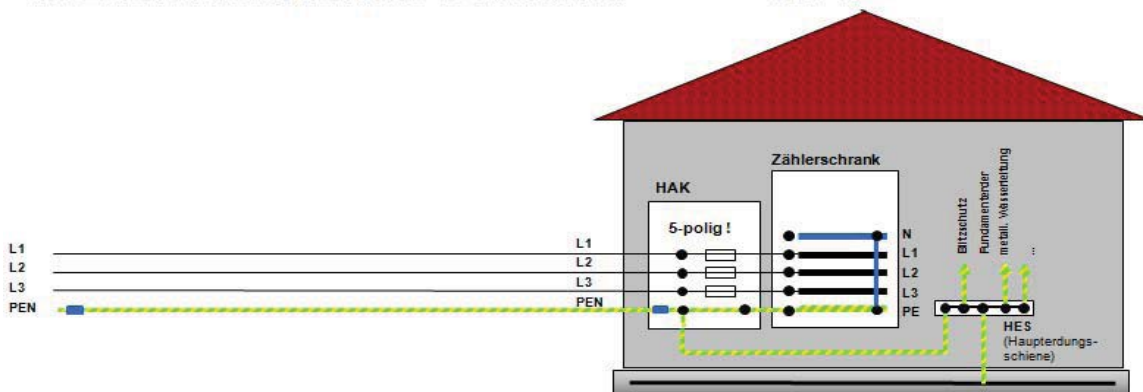 Zählerschrank
HAK
5-polig !
L1
L2
L3
PEN
L1
L2
L3
PEN
N
L1
L2
L3
PE
Blitzschutz
Fundamenterder
metall. Wasserleitung
...
HES
(Haupterdungs-
schiene)